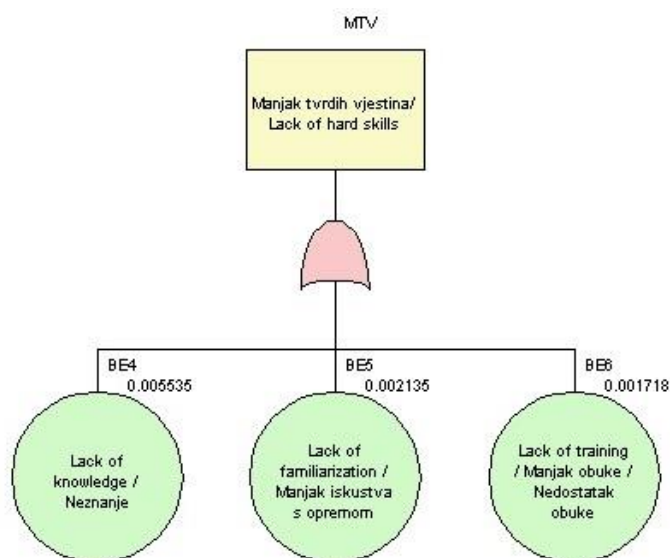 MTV
Manjak tvrdih vjestina/
Lack of hard skills
BE4
0.005535
BE5
0.002135
BE6
0.001718
Lack of
knowledge /
Neznanje
Lack of
familiarization /
Manjak iskustva
s opremom
Lack of training
/ Manjak obuke /
Nedostatak
obuke